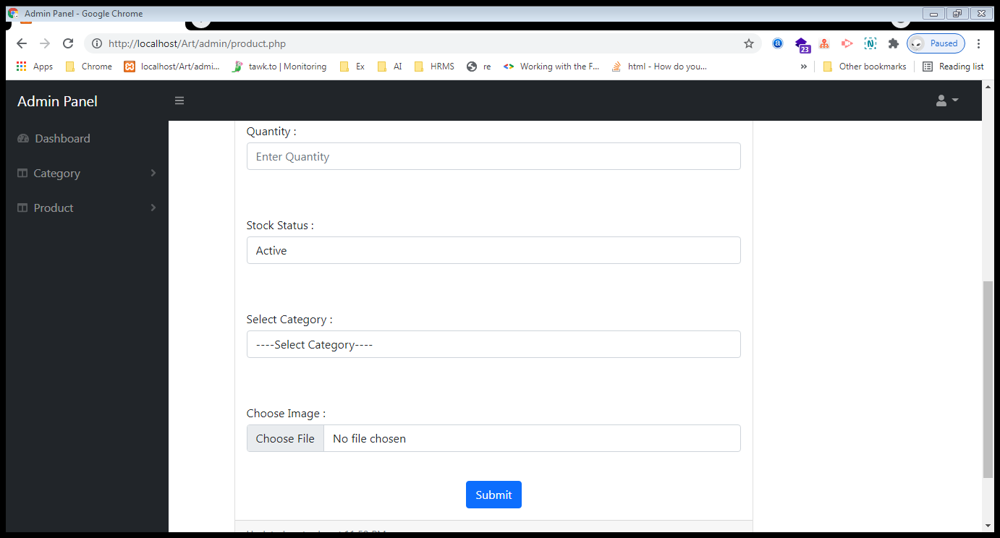 Admin Panel - Google Chrome
http://localhost/Art/admin/product.php
23
Paused
Apps Chrome localhost/Art/admi... tawk.to | Monitoring Ex AI HRMS re Working with the F... html - How do you... » Other bookmarks Reading list
Admin Panel
Dashboard
Category
Product
Quantity :
Enter Quantity
Stock Status :
Active
Select Category :
----Select Category----
Choose Image :
Choose File No file chosen
Submit